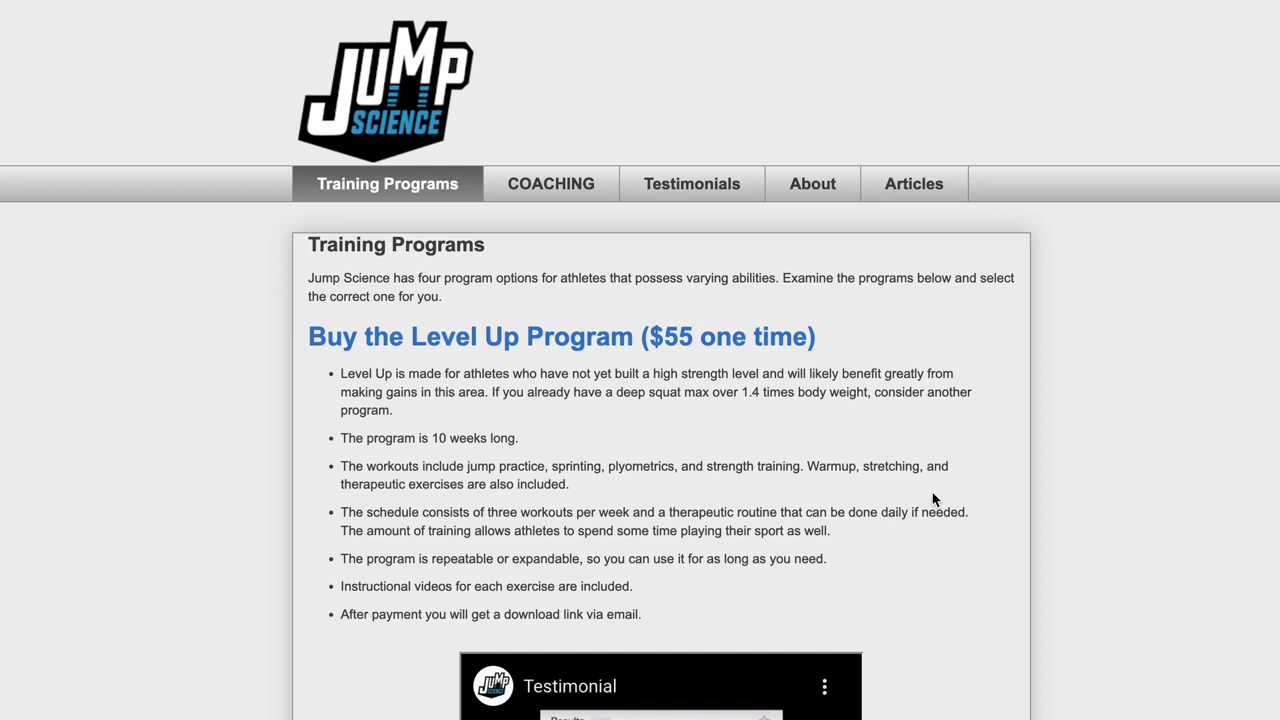 JUMP
SCIENCE
Training Programs COACHING Testimonials About Articles
Training Programs
Jump Science has four program options for athletes that possess varying abilities. Examine the programs below and select
the correct one for you.
Buy the Level Up Program ($55 one time)
• Level Up is made for athletes who have not yet built a high strength level and will likely benefit greatly from
making gains in this area. If you already have a deep squat max over 1.4 times body weight, consider another
program.
• The program is 10 weeks long.
• The workouts include jump practice, sprinting, plyometrics, and strength training. Warmup, stretching, and
therapeutic exercises are also included.
• The schedule consists of three workouts per week and a therapeutic routine that can be done daily if needed.
The amount of training allows athletes to spend some time playing their sport as well.
• The program is repeatable or expandable, so you can use it for as long as you need.
• Instructional videos for each exercise are included.
• After payment you will get a download link via email.
JUMP
SCIENCE
Testimonial